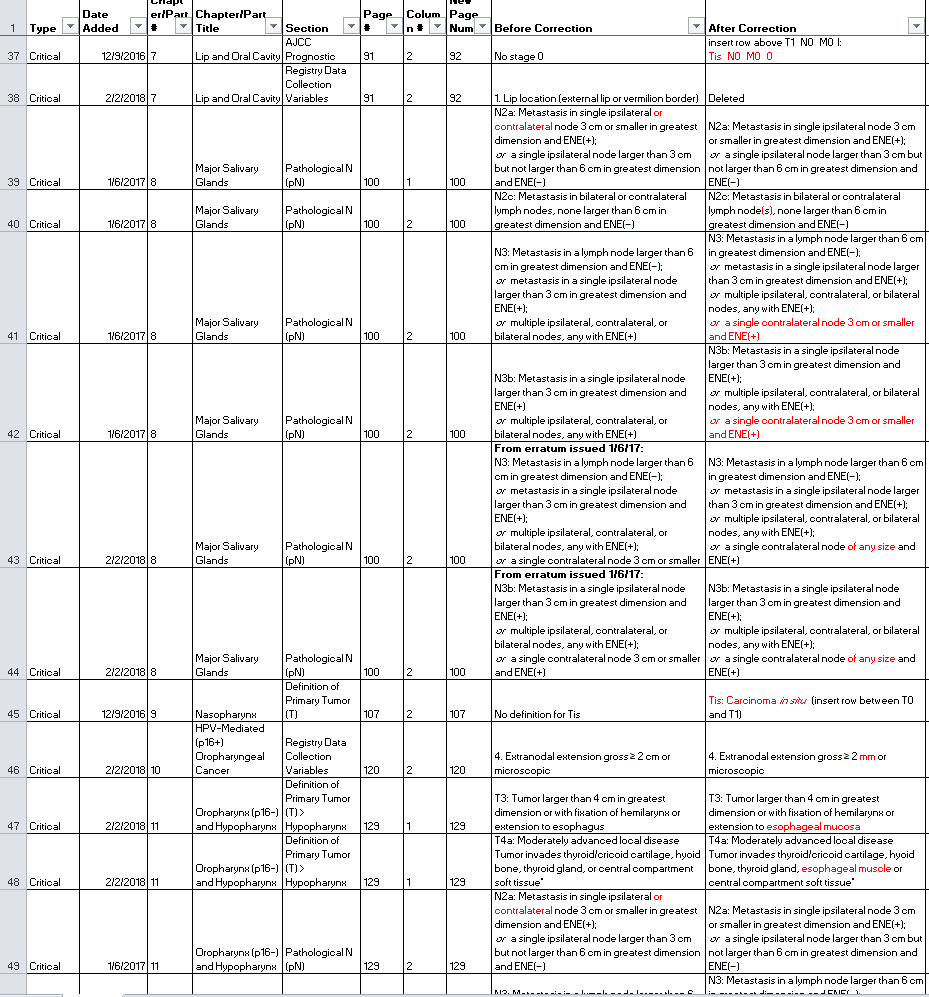 Chapt New
Date er/Part Chapter/Part Page Colum Page
1 Type Added # Title Section # n # Num Before Correction After Correction
AJCC insert row above T1 N0 M0 I:
37 Critical 12/9/2016 7 Lip and Oral Cavity Prognostic 91 2 92 No stage 0 Tis N0 M0 0
Registry Data
Collection
38 Critical 2/2/2018 7 Lip and Oral Cavity Variables 91 2 92 1. Lip location (external lip or vermilion border) Deleted
N2a: Metastasis in single ipsilateral or
contralateral node 3 cm or smaller in greatest N2a: Metastasis in single ipsilateral node 3 cm
dimension and ENE(+); or smaller in greatest dimension and ENE(+);
or a single ipsilateral node larger than 3 cm or a single ipsilateral node larger than 3 cm but
Major Salivary Pathological N but not larger than 6 cm in greatest dimension not larger than 6 cm in greatest dimension and
39 Critical 1/6/2017 8 Glands (pN) 100 1 100 and ENE(−) ENE(−)
N2c: Metastasis in bilateral or contralateral N2c: Metastasis in bilateral or contralateral
Major Salivary Pathological N lymph nodes, none larger than 6 cm in lymph node(s), none larger than 6 cm in
40 Critical 1/6/2017 8 Glands (pN) 100 2 100 greatest dimension and ENE(−) greatest dimension and ENE(−)
N3: Metastasis in a lymph node larger than 6 cm
N3: Metastasis in a lymph node larger than 6 in greatest dimension and ENE(−);
cm in greatest dimension and ENE(−); or metastasis in a single ipsilateral node larger
or metastasis in a single ipsilateral node than 3 cm in greatest dimension and ENE(+);
larger than 3 cm in greatest dimension and or multiple ipsilateral, contralateral, or bilateral
ENE(+); nodes, any with ENE(+);
Major Salivary Pathological N or multiple ipsilateral, contralateral, or or a single contralateral node 3 cm or smaller
41 Critical 1/6/2017 8 Glands (pN) 100 2 100 bilateral nodes, any with ENE(+) and ENE(+)
N3b: Metastasis in a single ipsilateral node
larger than 3 cm in greatest dimension and
N3b: Metastasis in a single ipsilateral node ENE(+);
larger than 3 cm in greatest dimension and or multiple ipsilateral, contralateral, or bilateral
ENE(+) nodes, any with ENE(+);
Major Salivary Pathological N or multiple ipsilateral, contralateral, or or a single contralateral node 3 cm or smaller
42 Critical 1/6/2017 8 Glands (pN) 100 2 100 bilateral nodes, any with ENE(+) and ENE(+)
From erratum issued 1/6/17:
N3: Metastasis in a lymph node larger than 6 N3: Metastasis in a lymph node larger than 6 cm
cm in greatest dimension and ENE(−); in greatest dimension and ENE(−);
or metastasis in a single ipsilateral node or metastasis in a single ipsilateral node larger
larger than 3 cm in greatest dimension and than 3 cm in greatest dimension and ENE(+);
ENE(+); or multiple ipsilateral, contralateral, or bilateral
or multiple ipsilateral, contralateral, or nodes, any with ENE(+);
Major Salivary Pathological N bilateral nodes, any with ENE(+); or a single contralateral node of any size and
43 Critical 2/2/2018 8 Glands (pN) 100 2 100 or a single contralateral node 3 cm or smaller ENE(+)
From erratum issued 1/6/17:
N3b: Metastasis in a single ipsilateral node N3b: Metastasis in a single ipsilateral node
larger than 3 cm in greatest dimension and larger than 3 cm in greatest dimension and
ENE(+); ENE(+);
or multiple ipsilateral, contralateral, or or multiple ipsilateral, contralateral, or bilateral
bilateral nodes, any with ENE(+); nodes, any with ENE(+);
Major Salivary Pathological N or a single contralateral node 3 cm or smaller or a single contralateral node of any size and
44 Critical 2/2/2018 8 Glands (pN) 100 2 100 and ENE(+) ENE(+)
Definition of
Primary Tumor Tis: Carcinoma in situ (insert row between T0
45 Critical 12/9/2016 9 Nasopharynx (T) 107 2 107 No definition for Tis and T1)
HPV-Mediated
(p16+) Registry Data
Oropharyngeal Collection 4. Extranodal extension gross ≥ 2 cm or 4. Extranodal extension gross ≥ 2 mm or
46 Critical 2/2/2018 10 Cancer Variables 120 2 120 microscopic microscopic
Definition of
Primary Tumor T3: Tumor larger than 4 cm in greatest T3: Tumor larger than 4 cm in greatest
Oropharynx (p16-) (T) > dimension or with fixation of hemilarynx or dimension or with fixation of hemilarynx or
47 Critical 2/2/2018 11 and Hypopharynx Hypopharynx 129 1 129 extension to esophagus extension to esophageal mucosa
Definition of T4a: Moderately advanced local disease T4a: Moderately advanced local disease
Primary Tumor Tumor invades thyroid/cricoid cartilage, hyoid Tumor invades thyroid/cricoid cartilage, hyoid
Oropharynx (p16-) (T) > bone, thyroid gland, or central compartment bone, thyroid gland, esophageal muscle or
48 Critical 2/2/2018 11 and Hypopharynx Hypopharynx 129 1 129 soft tissue* central compartment soft tissue*
N2a: Metastasis in single ipsilateral or
contralateral node 3 cm or smaller in greatest N2a: Metastasis in single ipsilateral node 3 cm
dimension and ENE(+); or smaller in greatest dimension and ENE(+);
or a single ipsilateral node larger than 3 cm or a single ipsilateral node larger than 3 cm but
Oropharynx (p16-) Pathological N but not larger than 6 cm in greatest dimension not larger than 6 cm in greatest dimension and
49 Critical 1/6/2017 11 and Hypopharynx (pN) 129 2 129 and ENE(−) ENE(−)
N3: Metastasis in a lymph node larger than 6 cm
N3: Metastasis in a lymph node larger than 6